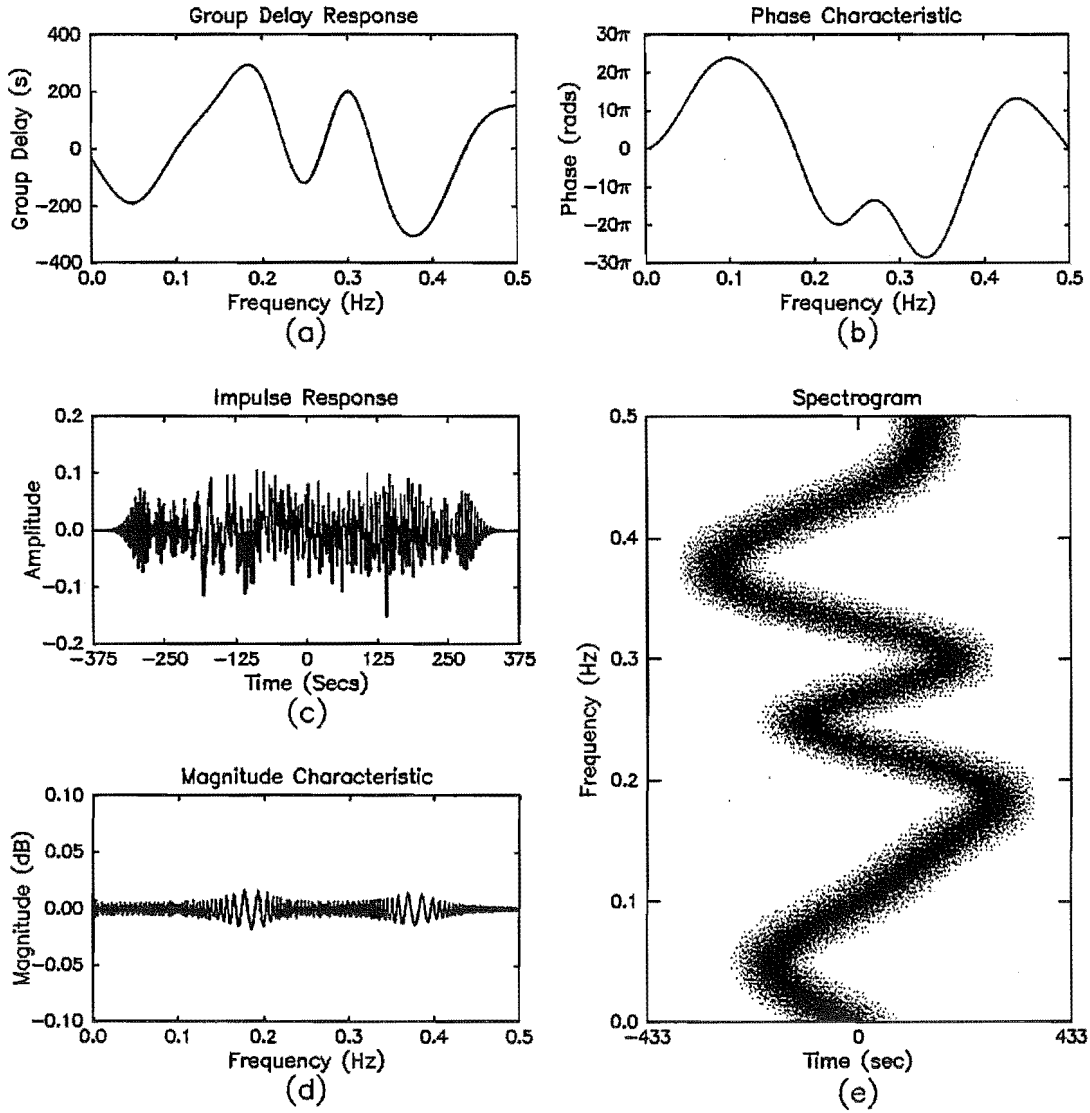 Group Delay Response
400
200
0
-200
-400
Group Delay (s)
0.0 0.1 0.2 0.3 0.4 0.5
Frequency (Hz)
(a)
Phase Characteristic
30π
20π
10π
0
-10π
-20π
-30π
Phase (rads)
0.0 0.1 0.2 0.3 0.4 0.5
Frequency (Hz)
(b)
Impulse Response
0.2
0.1
0.0
-0.1
-0.2
Amplitude
-375 -250 -125 0 125 250 375
Time (Secs)
(c)
Magnitude Characteristic
0.10
0.05
0.00
-0.05
-0.10
Magnitude (dB)
0.0 0.1 0.2 0.3 0.4 0.5
Frequency (Hz)
(d)
Spectrogram
0.5
0.4
0.3
0.2
0.1
0.0
Frequency (Hz)
-433 0 433
Time (sec)
(e)